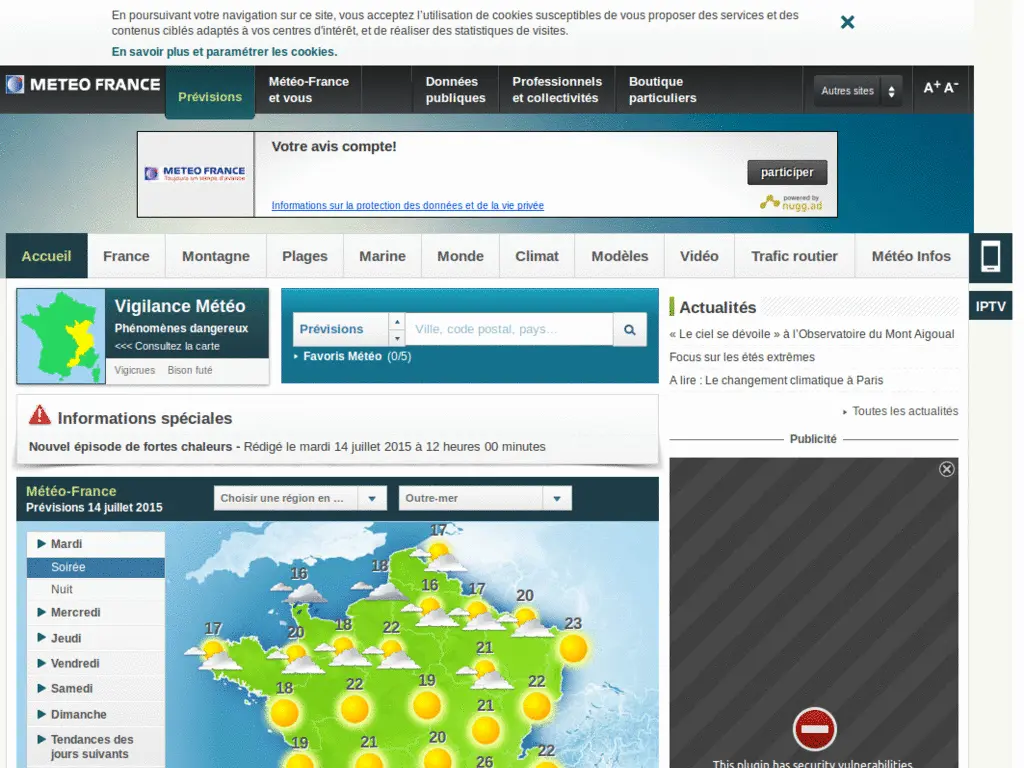 En poursuivant votre navigation sur ce site, vous acceptez l'utilisation de cookies susceptibles de vous proposer des services et des
contenus ciblés adaptés à vos centres d'intérêt, et de réaliser des statistiques de visites.
En savoir plus et paramétrer les cookies.
METEO FRANCE
Prévisions
Météo-France
et vous
Données
publiques
Professionnels
et collectivités
Boutique
particuliers
Autres sites
A+ A-
METEO FRANCE
Toujours un temps d'avance
Votre avis compte!
Informations sur la protection des données et de la vie privée
participer
powered by
nugg.ad
Accueil
France
Montagne
Plages
Marine
Monde
Climat
Modèles
Vidéo
Trafic routier
Météo Infos
IPTV
Vigilance Météo
Phénomènes dangereux
<<< Consultez la carte
Vigicrues Bison futé
Prévisions
Ville, code postal, pays...
Favoris Météo (0/5)
Actualités
« Le ciel se dévoile » à l'Observatoire du Mont Aigoual
Focus sur les étés extrêmes
A lire : Le changement climatique à Paris
Toutes les actualités
Publicité
Informations spéciales
Nouvel épisode de fortes chaleurs - Rédigé le mardi 14 juillet 2015 à 12 heures 00 minutes
Météo-France
Prévisions 14 juillet 2015
Choisir une région en ...
Outre-mer
Mardi
Soirée
Nuit
Mercredi
Jeudi
Vendredi
Samedi
Dimanche
Tendances des
jours suivants
17
16 18
16 17 20
17 20 18 22 23
21
18 22 19 22
21
19 21 20 22
26
This plugin has security vulnerabilities.